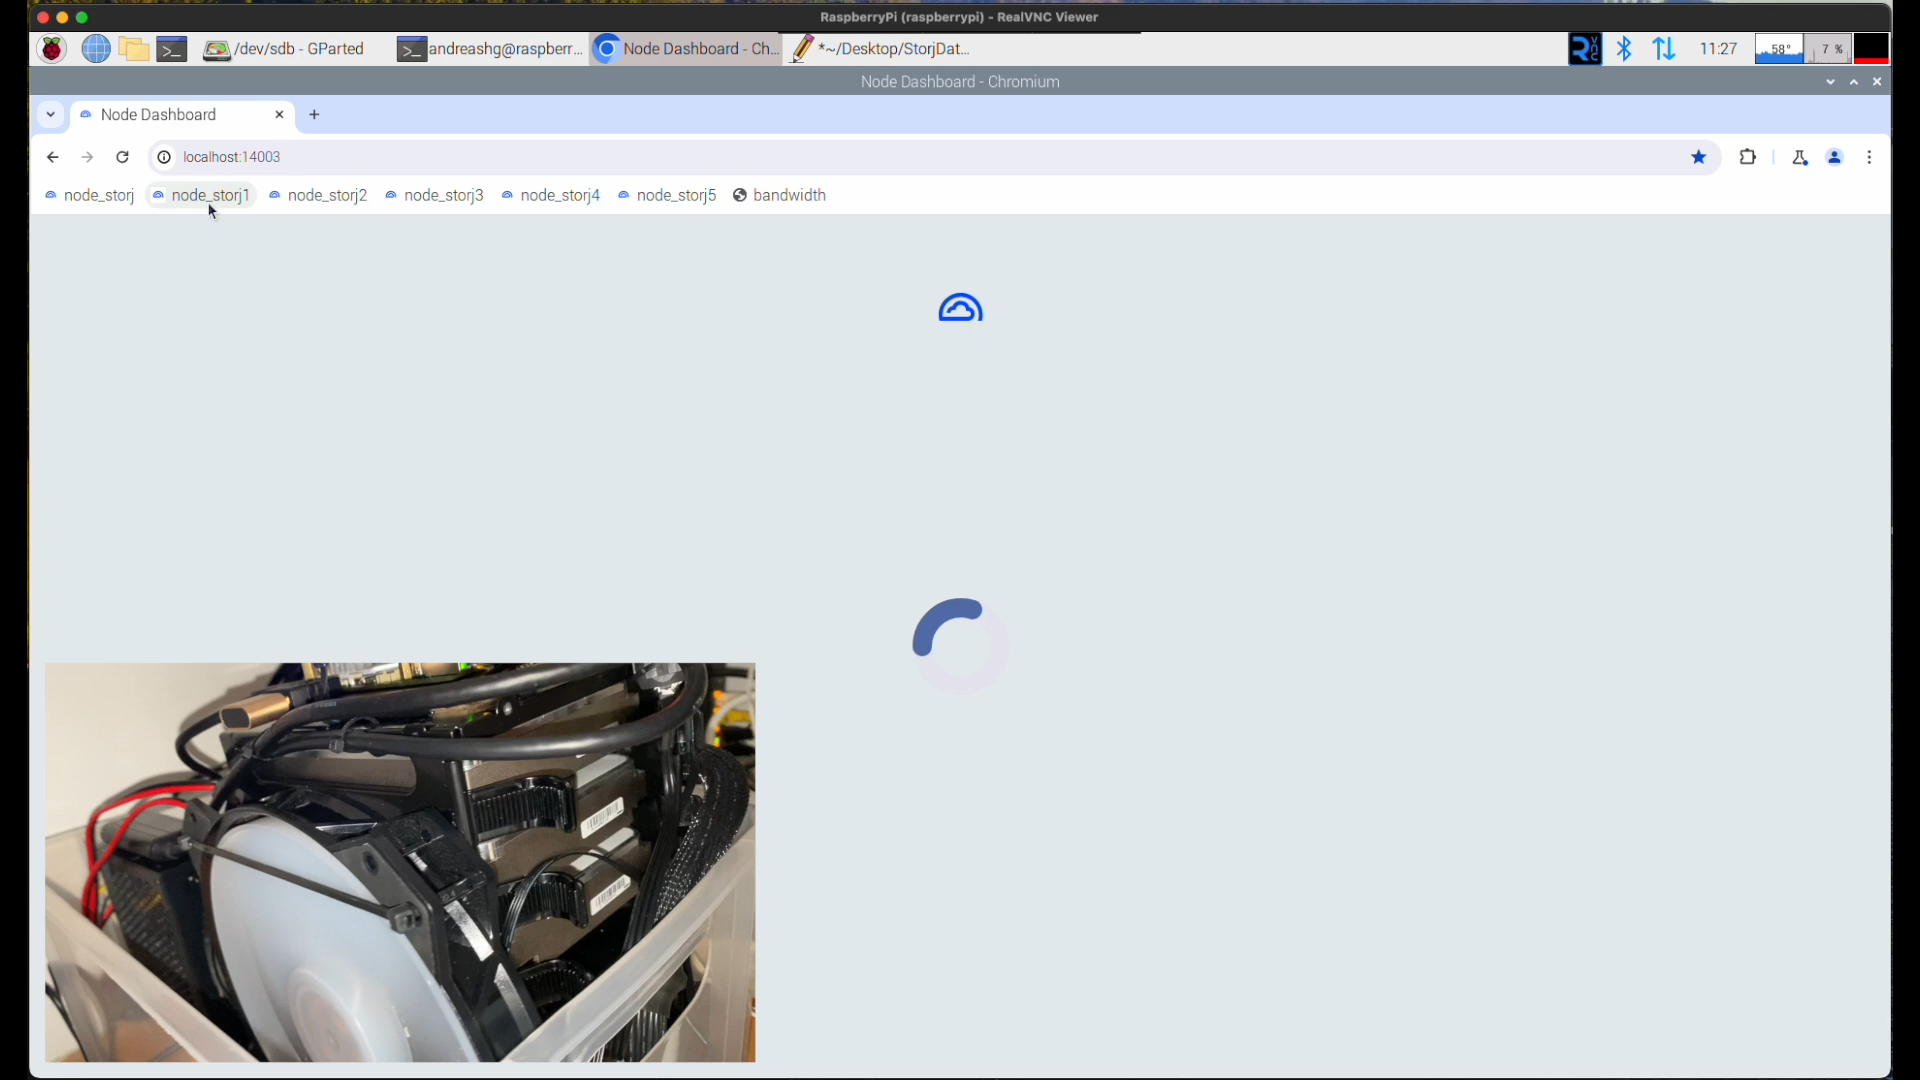 RaspberryPi (raspberrypi) - RealVNC Viewer
/dev/sdb - GParted
andreashg@raspberr...
Node Dashboard - Ch...
*~/Desktop/StorjDat...
11:27
58°
7 %
Node Dashboard - Chromium
Node Dashboard
localhost:14003
node_storj
node_storj1
node_storj2
node_storj3
node_storj4
node_storj5
bandwidth